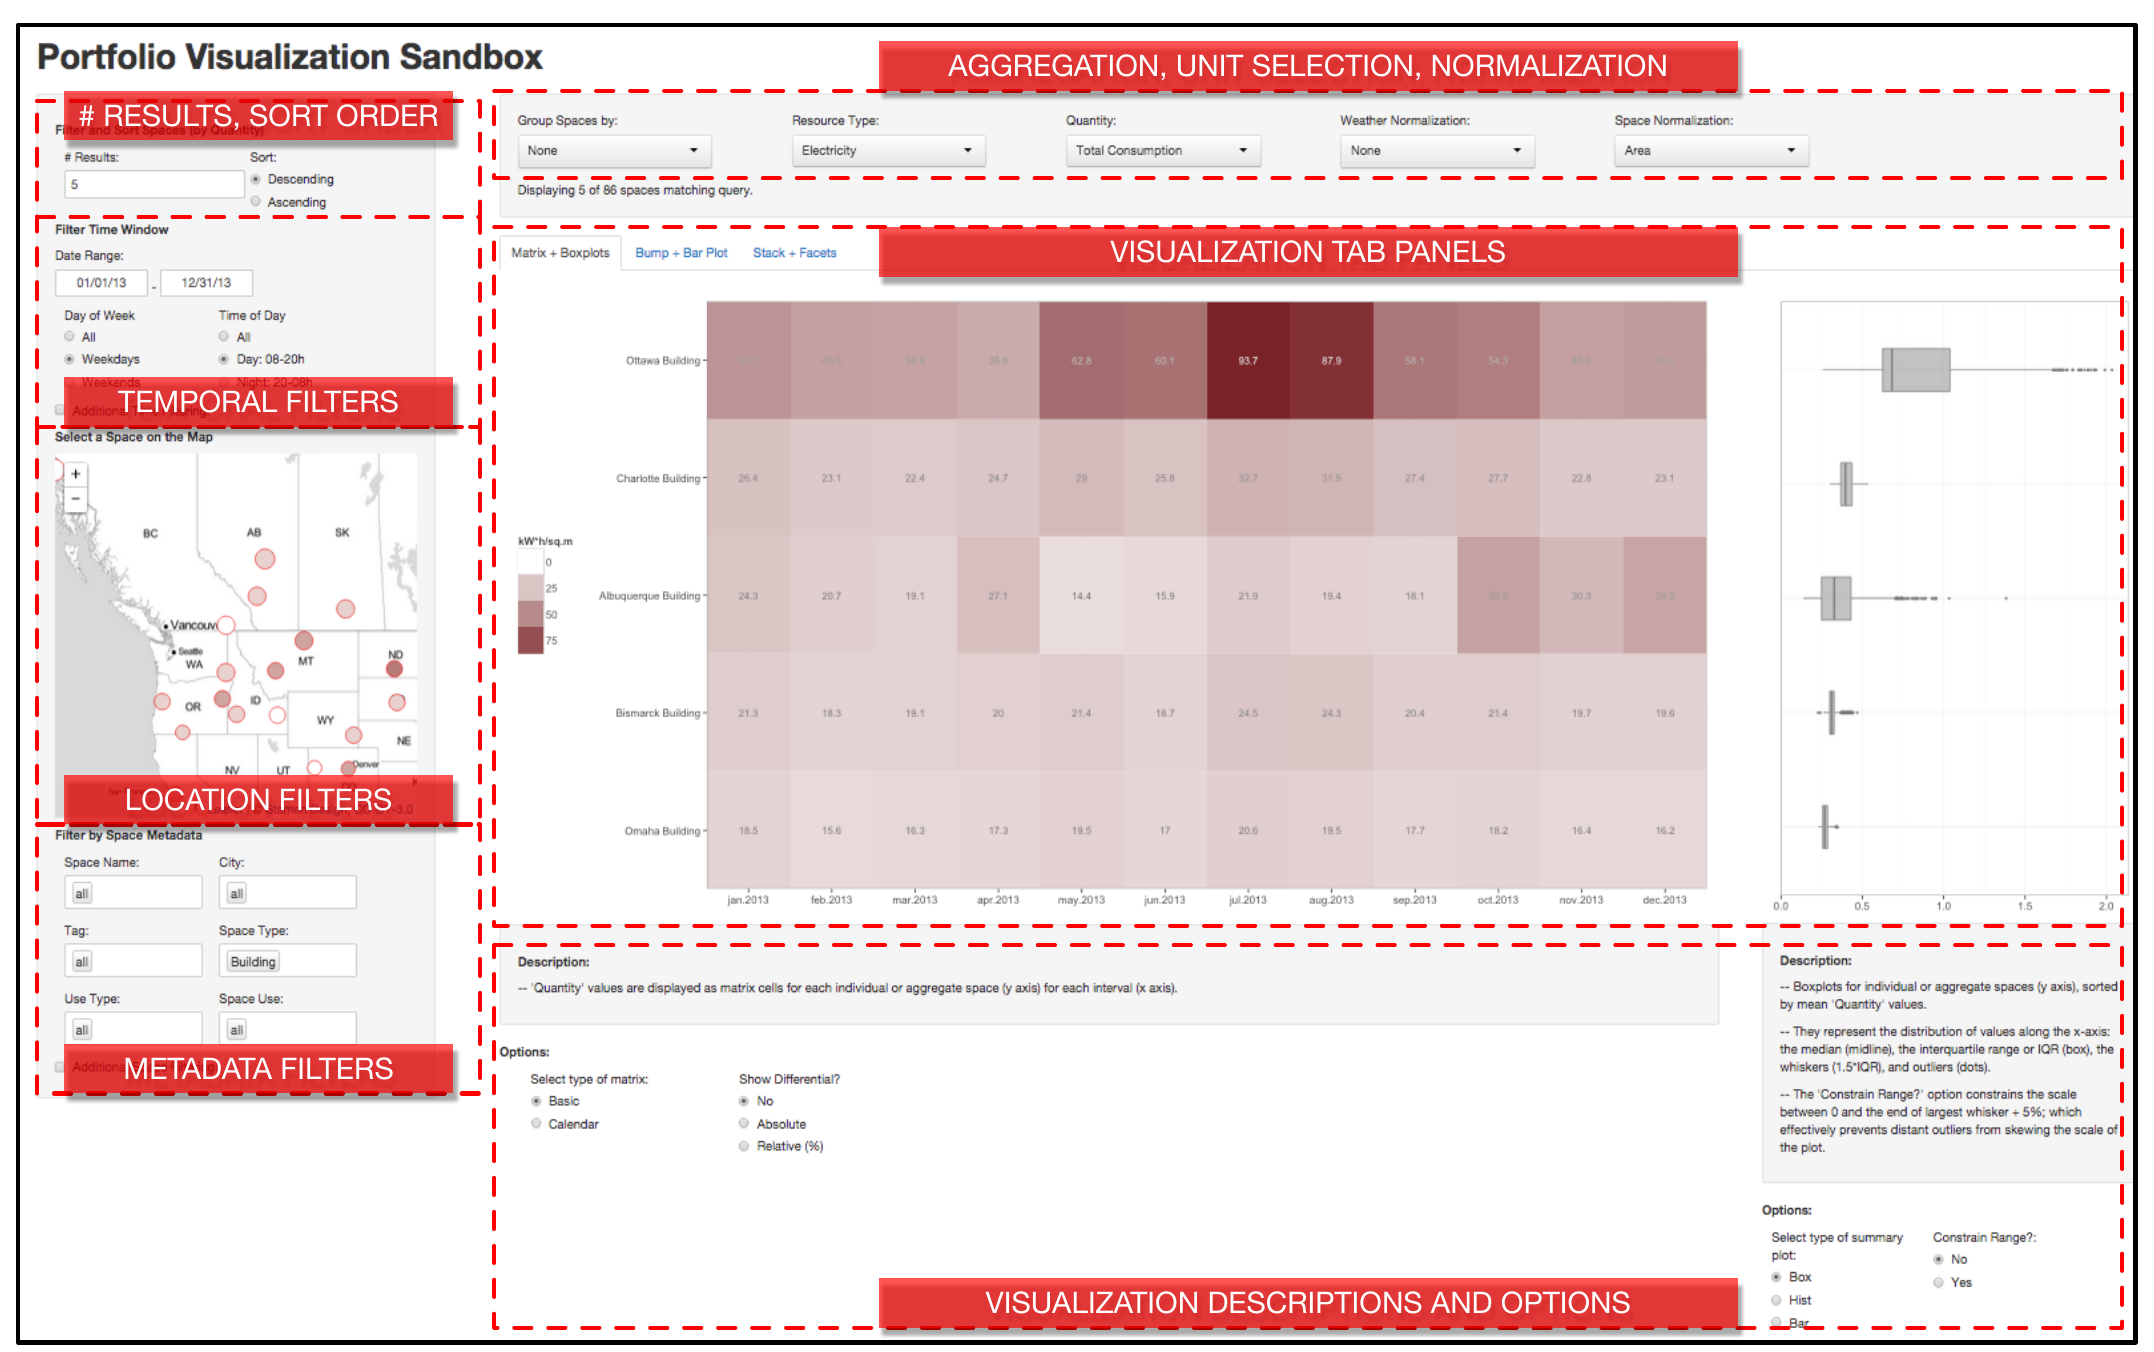 Portfolio Visualization Sandbox
AGGREGATION, UNIT SELECTION, NORMALIZATION
# RESULTS, SORT ORDER
Filter and Sort Spaces (by Quantity)
# Results:
Sort:
5
Descending
Ascending
Group Spaces by:
Resource Type:
Quantity:
Weather Normalization:
Space Normalization:
None
Electricity
Total Consumption
None
Area
Displaying 5 of 86 spaces matching query.
Filter Time Window
Date Range:
01/01/13 - 12/31/13
Day of Week
Time of Day
All
All
Weekdays
Day: 08-20h
Weekends
Night: 20-08h
TEMPORAL FILTERS
Select a Space on the Map
+
−
BC
AB
SK
Vancouv
Seattle
WA
MT
ND
OR
ID
WY
NE
NV
UT
Denver
LOCATION FILTERS
Filter by Space Metadata
Space Name:
City:
all
all
Tag:
Space Type:
all
Building
Use Type:
Space Use:
all
all
METADATA FILTERS
VISUALIZATION TAB PANELS
Matrix + Boxplots
Bump + Bar Plot
Stack + Facets
Ottawa Building
35.8 62.8 60.1 93.7 87.9 58.1 54.3
Charlotte Building
26.4 23.1 22.4 24.7 29 25.8 32.7 31.5 27.4 27.7 22.8 23.1
kW*h/sq.m
0
25
50
75
Albuquerque Building
24.3 20.7 19.1 27.1 14.4 15.9 21.9 19.4 18.1 30.3
Bismarck Building
21.3 18.3 19.1 20 21.4 18.7 24.5 24.3 20.4 21.4 19.7 19.6
Omaha Building
18.5 15.6 16.3 17.3 19.5 17 20.6 19.5 17.7 18.2 16.4 16.2
jan.2013 feb.2013 mar.2013 apr.2013 may.2013 jun.2013 jul.2013 aug.2013 sep.2013 oct.2013 nov.2013 dec.2013
0.0 0.5 1.0 1.5 2.0
Description:
-- 'Quantity' values are displayed as matrix cells for each individual or aggregate space (y axis) for each interval (x axis).
Options:
Select type of matrix:
Show Differential?
Basic
No
Calendar
Absolute
Relative (%)
Description:
-- Boxplots for individual or aggregate spaces (y axis), sorted
by mean 'Quantity' values.
-- They represent the distribution of values along the x-axis:
the median (midline), the interquartile range or IQR (box), the
whiskers (1.5*IQR), and outliers (dots).
-- The 'Constrain Range?' option constrains the scale
between 0 and the end of largest whisker + 5%; which
effectively prevents distant outliers from skewing the scale of
the plot.
Options:
Select type of summary
plot:
Constrain Range?:
Box
No
Hist
Yes
Bar
VISUALIZATION DESCRIPTIONS AND OPTIONS